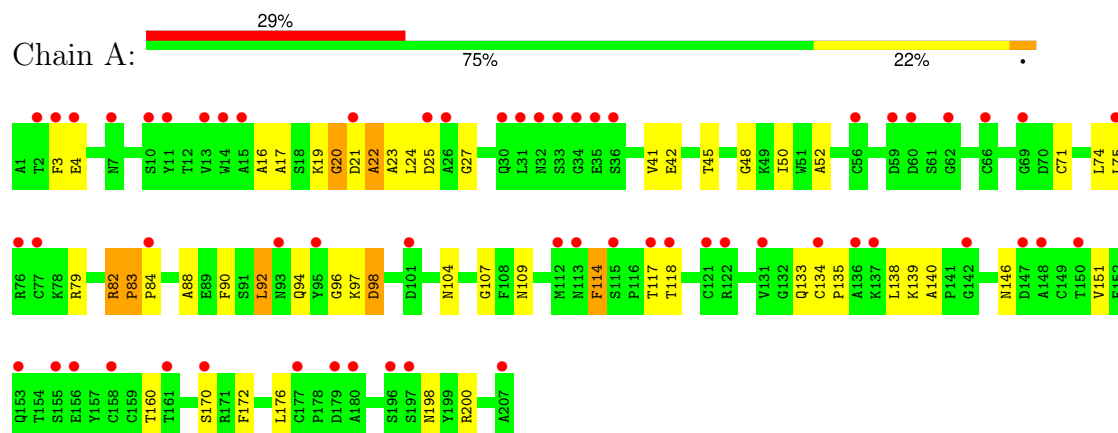 29%
Chain A:
75% 22% •
A1 T2 F3 E4 N7 S10 Y11 T12 V13 W14 A15 A16 A17 S18 K19 G20 D21 A22 A23 L24 D25 A26 G27 Q30 L31 N32 S33 G34 E35 S36 V41 E42 T45 G48 K49 I50 W51 A52 C56 D59 D60 S61 G62 C66 G69 D70 C71 L74 L75
R76 C77 K78 R79 R82 P83 P84 A88 E89 F90 S91 L92 N93 Q94 Y95 G96 K97 D98 D101 N104 G107 F108 N109 M112 N113 F114 S115 P116 T117 T118 C121 R122 V131 G132 Q133 C134 P135 A136 K137 L138 K139 A140 P141 G142 N146 D147 A148 C149 T150 V151
Q153 T154 S155 E156 Y157 C158 C159 T160 T161 S170 R171 F172 L176 C177 P178 D179 A180 S196 S197 N198 Y199 R200 A207